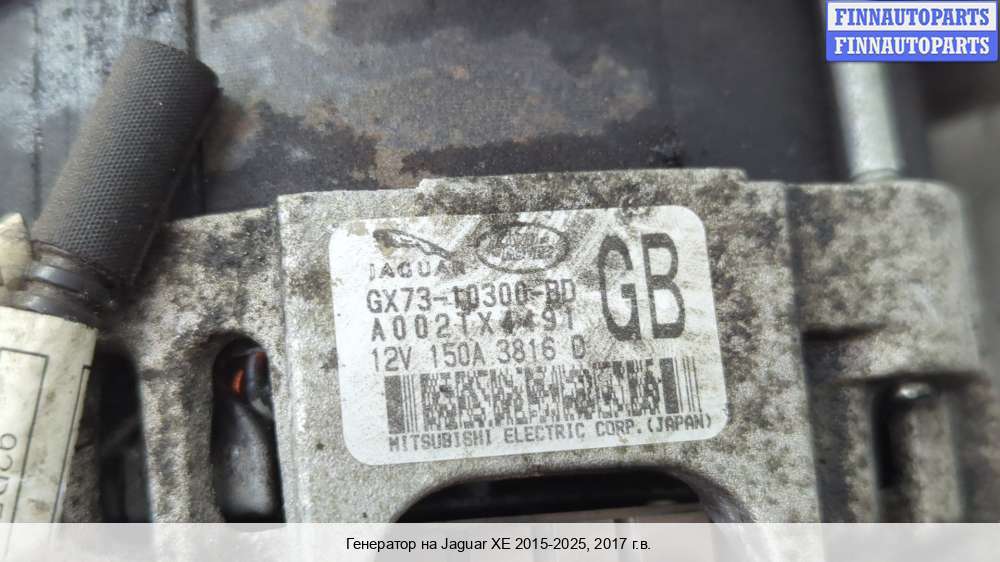 FINNAUTOPARTS
FINNAUTOPARTS
JAGUAR
GX73-10300-BD
GB
A002TX4491
12V 150A 3816 D
MITSUBISHI ELECTRIC CORP.(JAPAN)
Генератор на Jaguar XE 2015-2025, 2017 г.в.